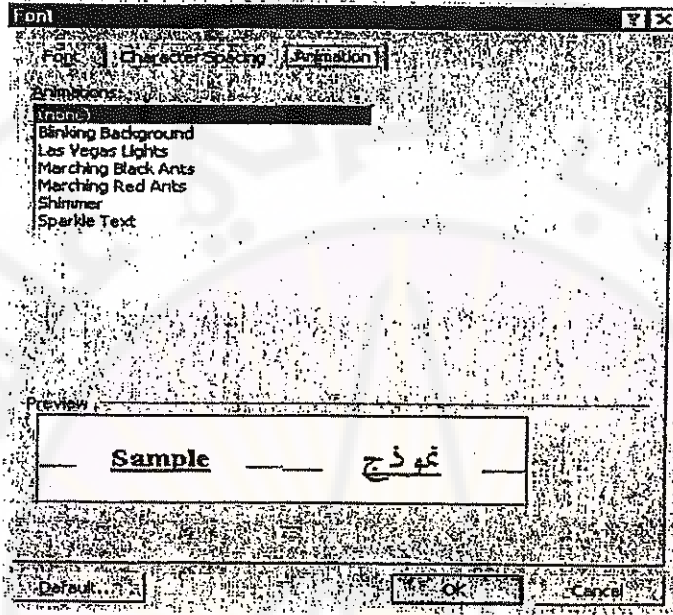 Font
Font Character Spacing Animation
Animations:
(none)
Blinking Background
Las Vegas Lights
Marching Black Ants
Marching Red Ants
Shimmer
Sparkle Text
Preview
Sample نموذج
Default... OK Cancel